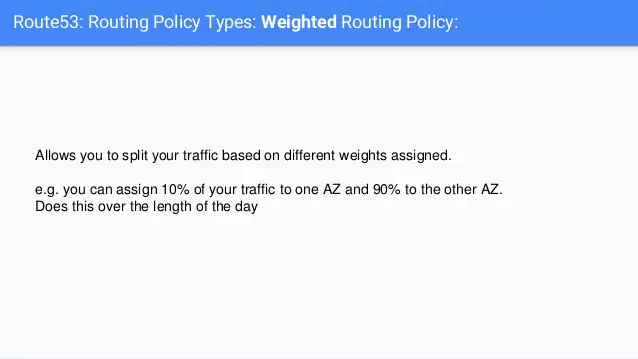 Route53: Routing Policy Types: Weighted Routing Policy:
Allows you to split your traffic based on different weights assigned.
e.g. you can assign 10% of your traffic to one AZ and 90% to the other AZ.
Does this over the length of the day